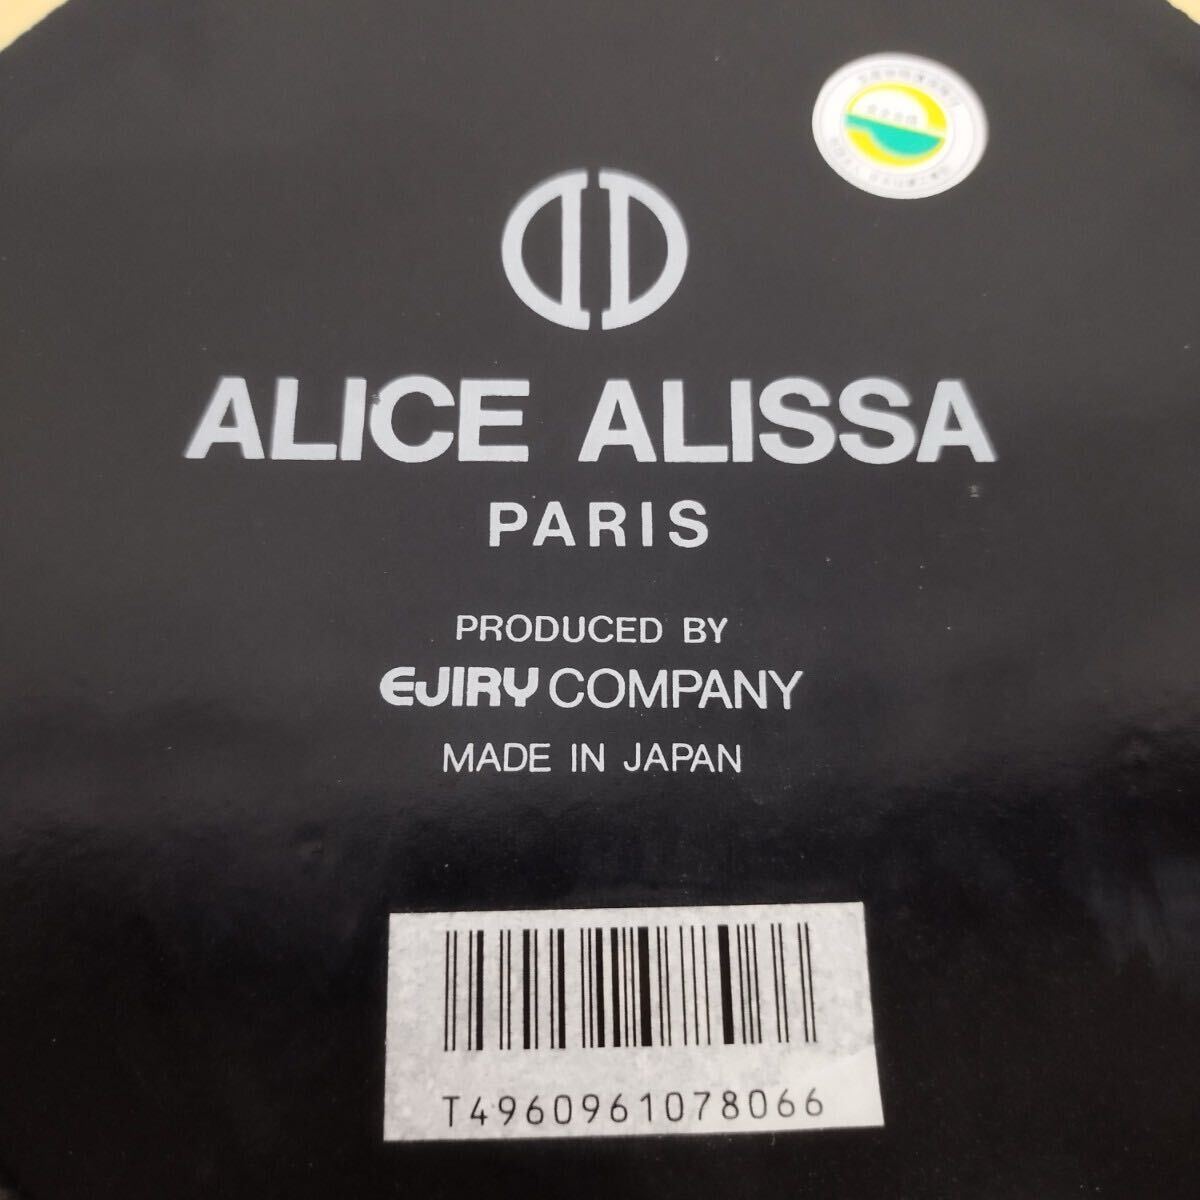 ALICE ALISSA
PARIS
PRODUCED BY
EJIRY COMPANY
MADE IN JAPAN
T4960961078066